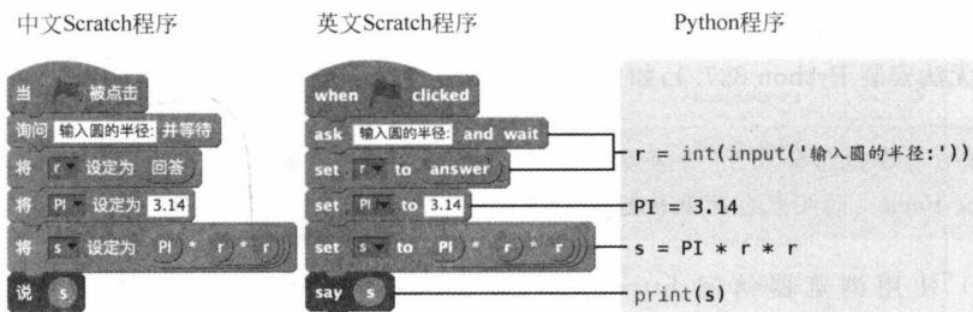 中文Scratch程序
英文Scratch程序
Python程序
当 被点击
询问 输入圆的半径: 并等待
将 r 设定为 回答
将 PI 设定为 3.14
将 s 设定为 PI * r * r
说 s
when clicked
ask 输入圆的半径: and wait
set r to answer
set PI to 3.14
set s to PI * r * r
say s
r = int(input('输入圆的半径:'))
PI = 3.14
s = PI * r * r
print(s)